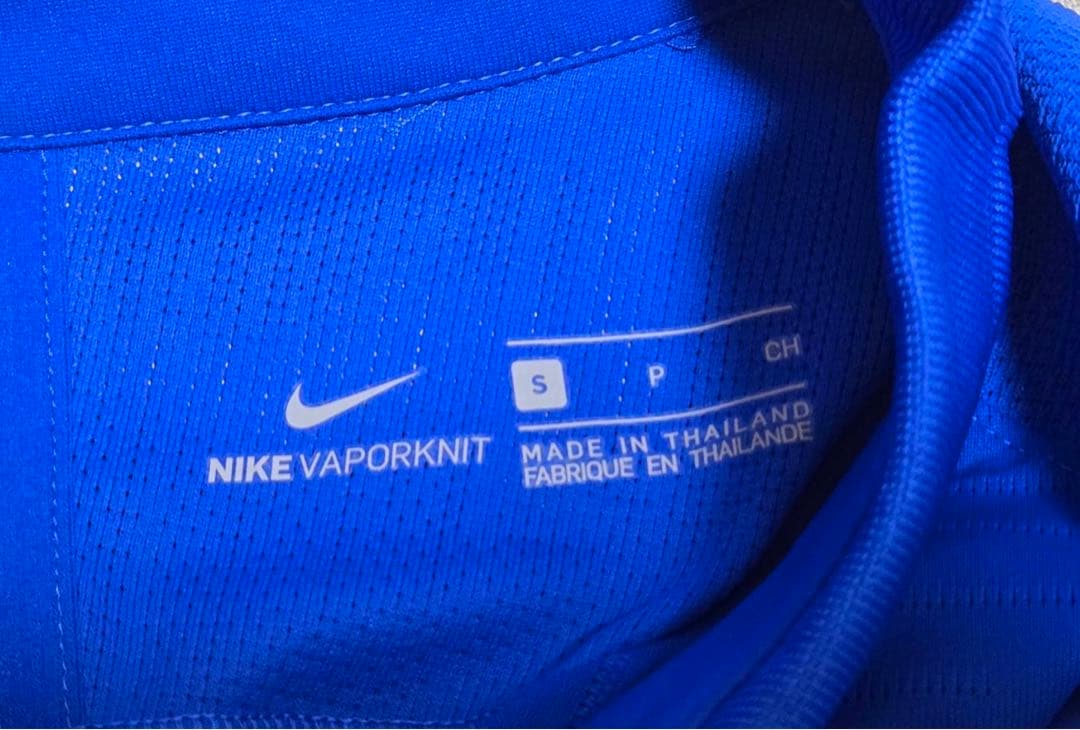 NIKE VAPORKNIT
S P CH
MADE IN THAILAND
FABRIQUE EN THAILANDE